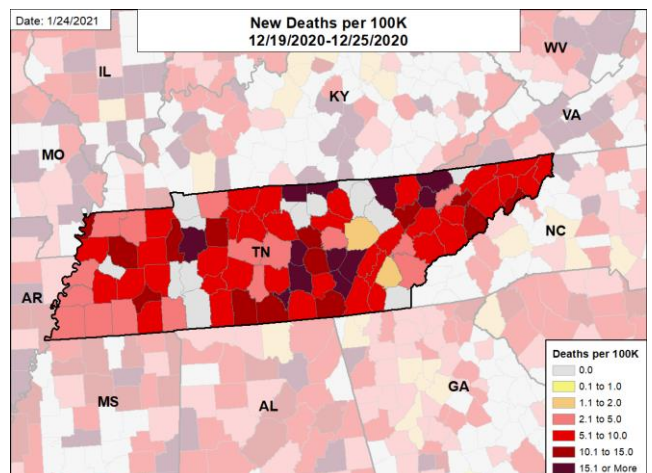 Date: 1/24/2021
New Deaths per 100K
12/19/2020-12/25/2020
WV
IL
KY
VA
MO
TN
NC
AR
MS
AL
GA
Deaths per 100K
0.0
0.1 to 1.0
1.1 to 2.0
2.1 to 5.0
5.1 to 10.0
10.1 to 15.0
15.1 or More